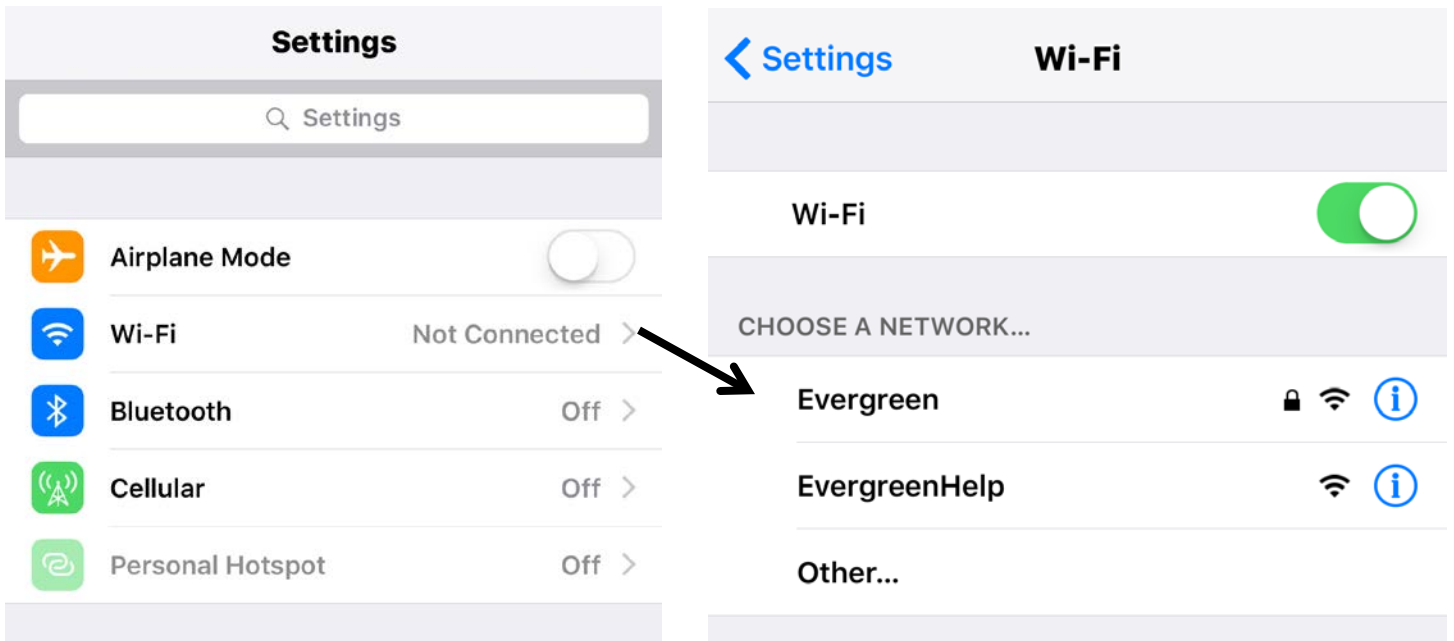 Settings
Settings
Airplane Mode
Wi-Fi Not Connected
Bluetooth Off
Cellular Off
Personal Hotspot Off
Settings Wi-Fi
Wi-Fi
CHOOSE A NETWORK...
Evergreen
EvergreenHelp
Other...